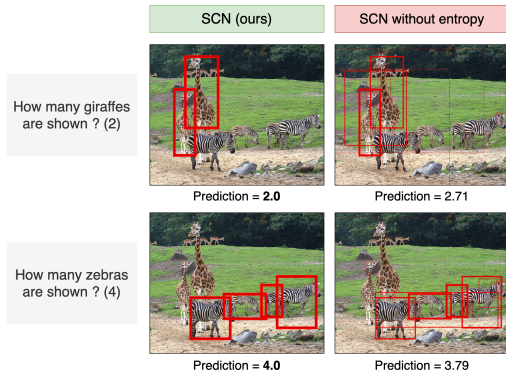 SCN (ours)
SCN without entropy
How many giraffes
are shown ? (2)
Prediction = 2.0
Prediction = 2.71
How many zebras
are shown ? (4)
Prediction = 4.0
Prediction = 3.79